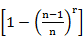 [1 − ((n−1)/n)^r]